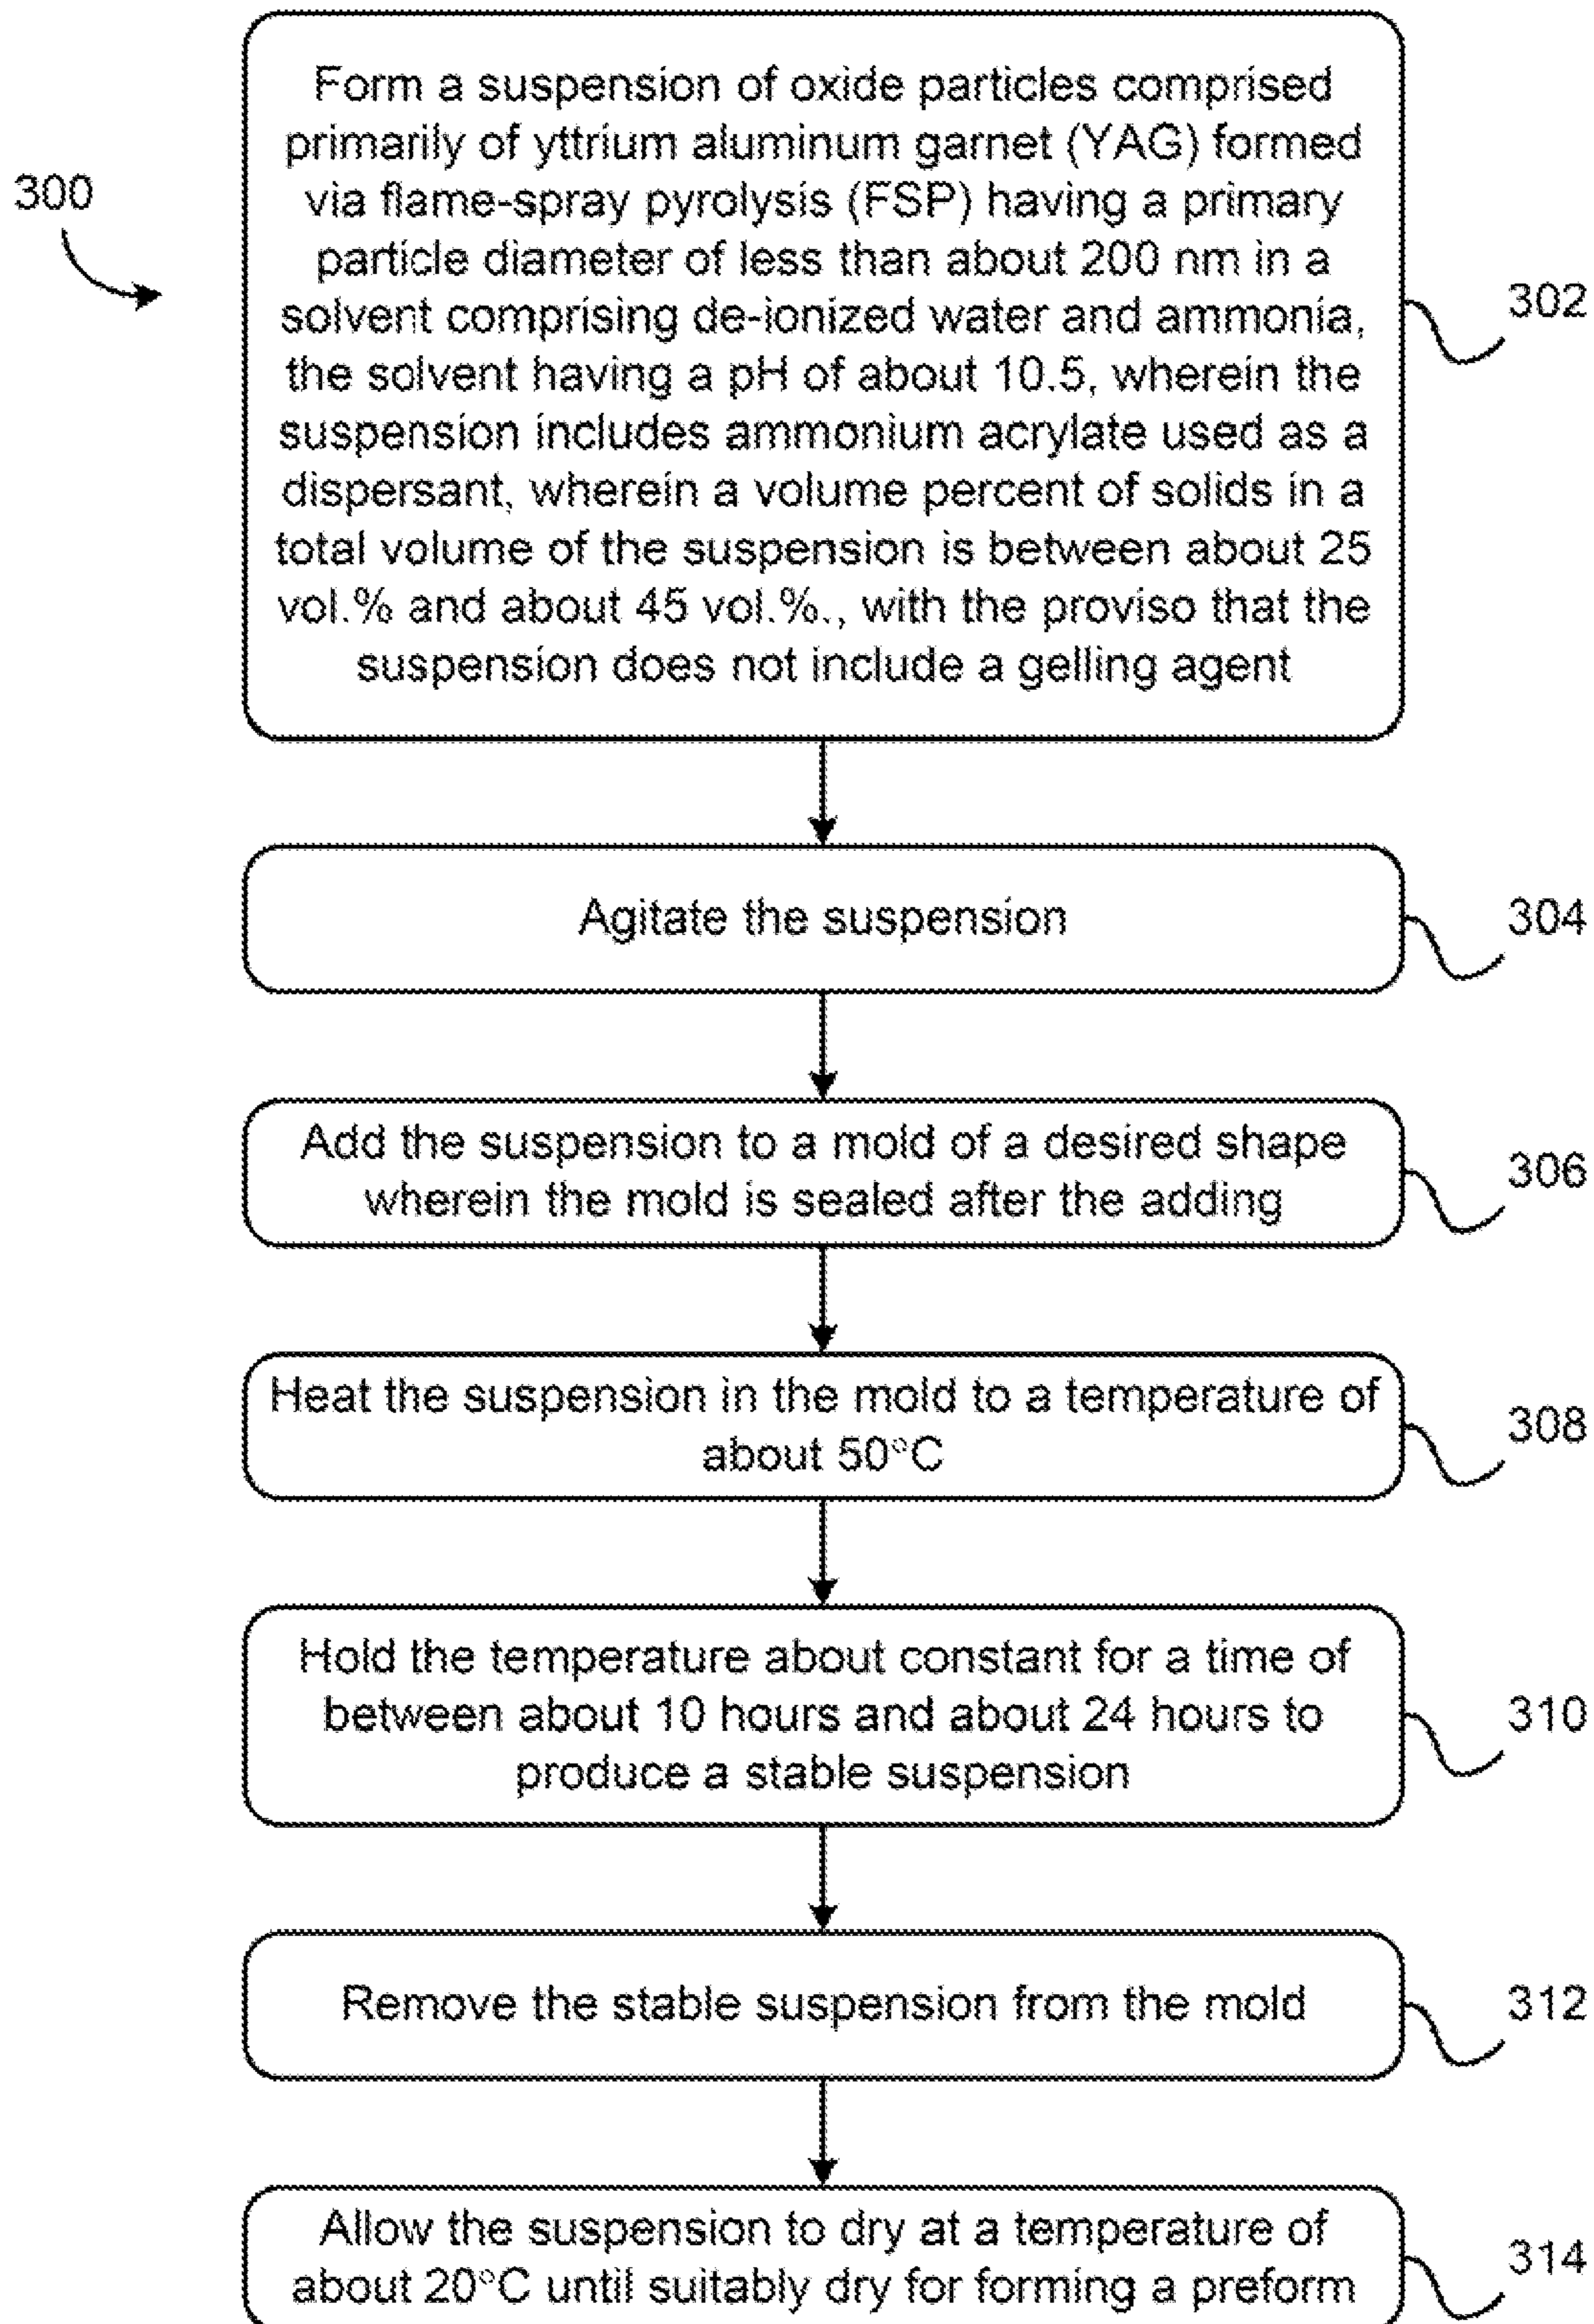 300
Form a suspension of oxide particles comprised
primarily of yttrium aluminum garnet (YAG) formed
via flame-spray pyrolysis (FSP) having a primary
particle diameter of less than about 200 nm in a
solvent comprising de-ionized water and ammonia,
the solvent having a pH of about 10.5, wherein the
suspension includes ammonium acrylate used as a
dispersant, wherein a volume percent of solids in a
total volume of the suspension is between about 25
vol.% and about 45 vol.%., with the proviso that the
suspension does not include a gelling agent
302
Agitate the suspension
304
Add the suspension to a mold of a desired shape
wherein the mold is sealed after the adding
306
Heat the suspension in the mold to a temperature of
about 50°C
308
Hold the temperature about constant for a time of
between about 10 hours and about 24 hours to
produce a stable suspension
310
Remove the stable suspension from the mold
312
Allow the suspension to dry at a temperature of
about 20°C until suitably dry for forming a preform
314